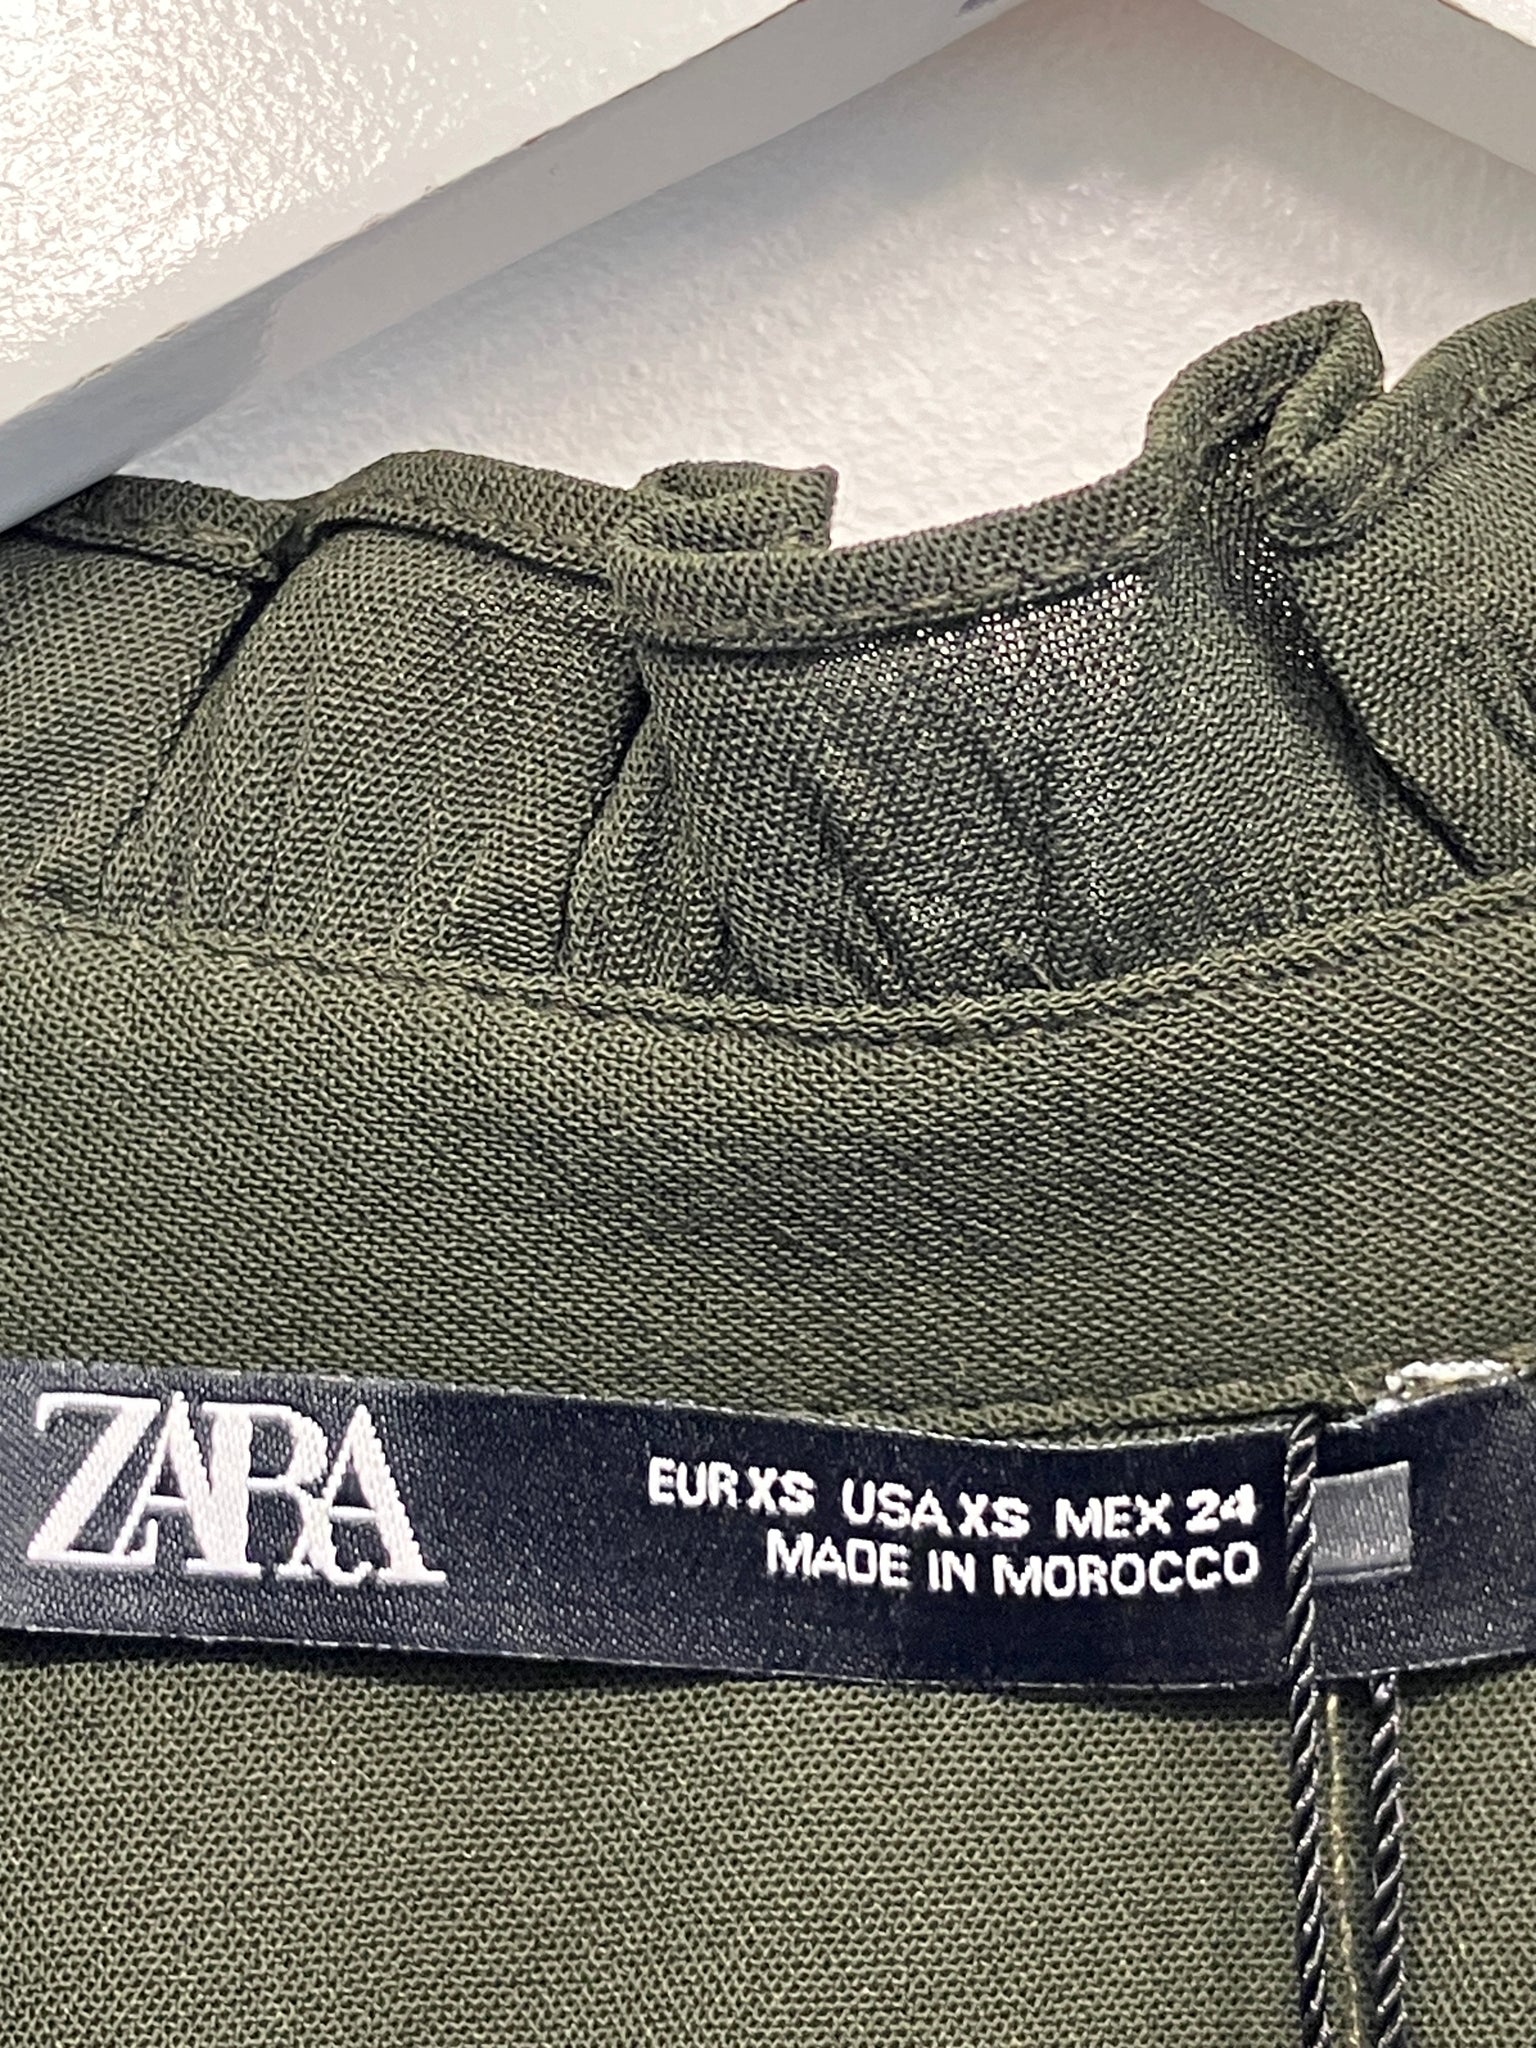 ZARA
EUR XS USA XS MEX 24
MADE IN MOROCCO